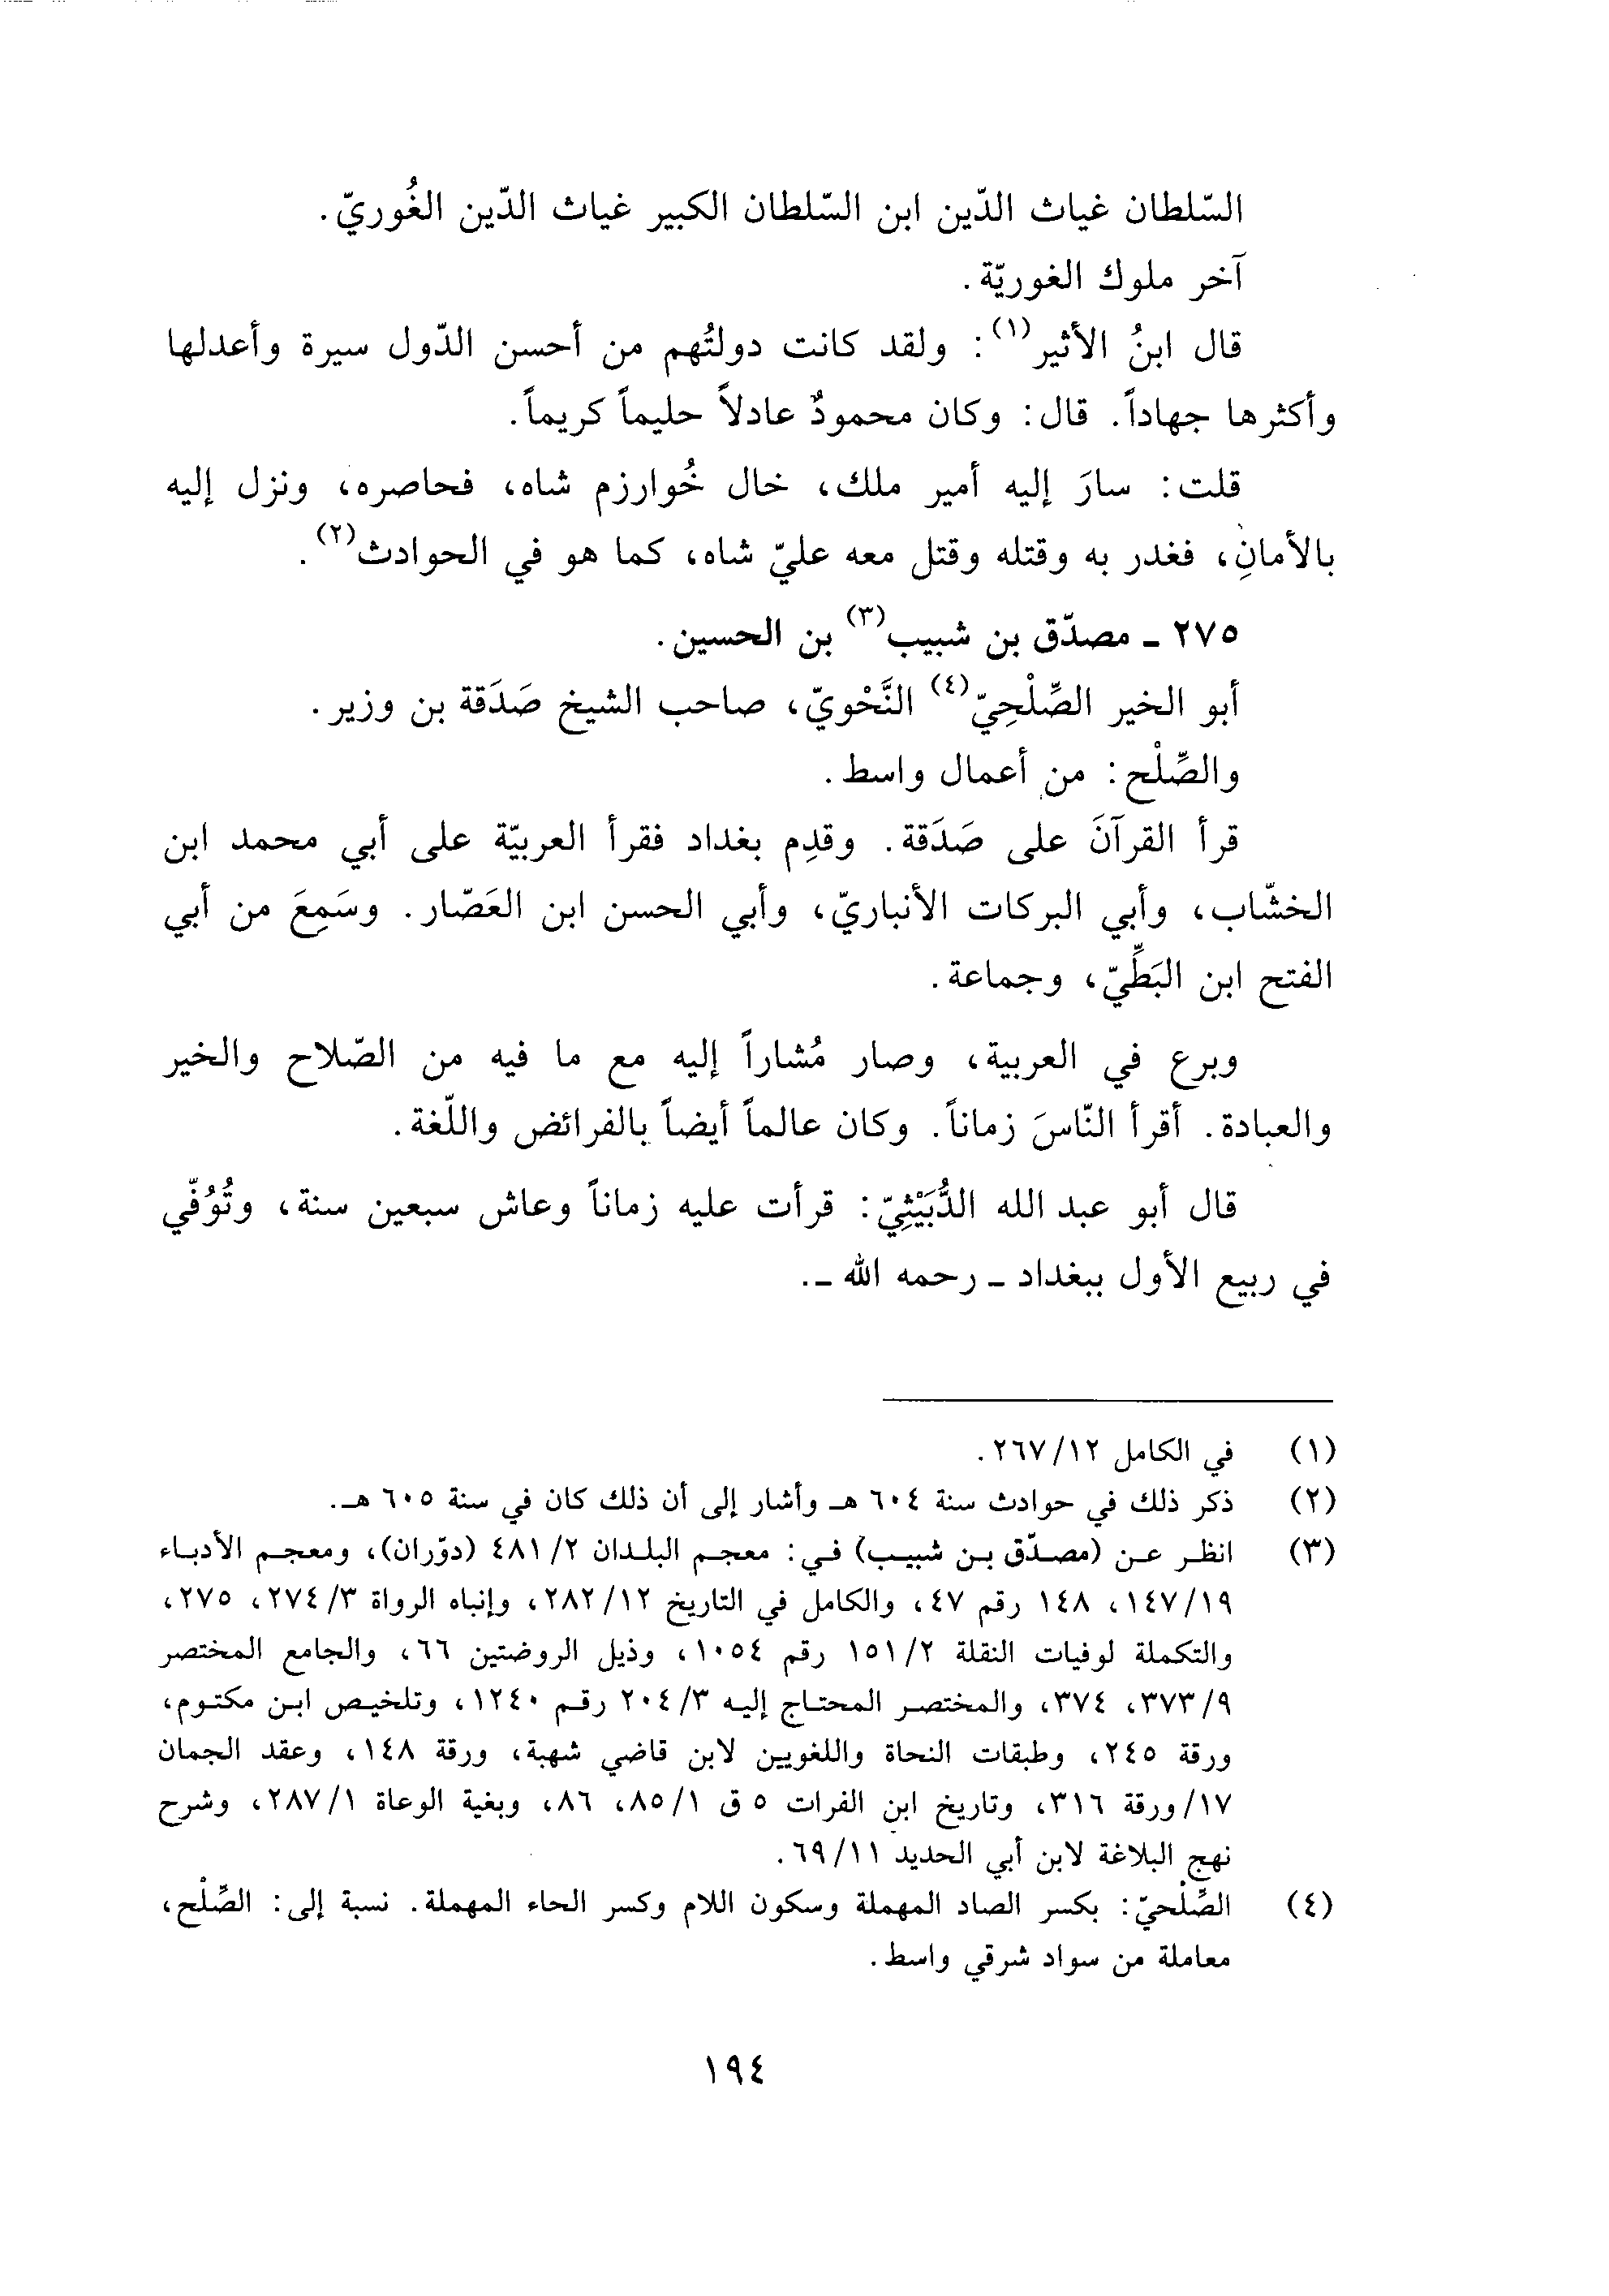 السّلطان غياث الدّين ابن السّلطان الكبير غياث الدّين الغُوريّ.
آخر ملوك الغوريّة.
قال ابنُ الأثير(١): ولقد كانت دولتُهم من أحسن الدّول سيرة وأعدلها
وأكثرها جهاداً. قال: وكان محمودٌ عادلاً حليماً كريماً.
قلت: سارَ إليه أمير ملك، خال خُوارزم شاه، فحاصره، ونزل إليه
بالأمانِ، فغدر به وقتله وقتل معه عليّ شاه، كما هو في الحوادث(٢).
٢٧٥ ـ مصدّق بن شبيب(٣) بن الحسين.
أبو الخير الصِّلْحِيّ(٤) النَّحْويّ، صاحب الشيخ صَدَقة بن وزير.
والصِّلْح: من أعمال واسط.
قرأ القرآنَ على صَدَقة. وقدِم بغداد فقرأ العربيّة على أبي محمد ابن
الخشّاب، وأبي البركات الأنباريّ، وأبي الحسن ابن العَصّار. وسَمِعَ من أبي
الفتح ابن البَطِّيّ، وجماعة.
وبرع في العربية، وصار مُشاراً إليه مع ما فيه من الصّلاح والخير
والعبادة. أقرأ النّاسَ زماناً. وكان عالماً أيضاً بالفرائض واللّغة.
قال أبو عبد الله الدُّبَيْثِيّ: قرأت عليه زماناً وعاش سبعين سنة، وتُوُفّي
في ربيع الأول ببغداد ـ رحمه الله ـ.
(١) في الكامل ١٢/ ٢٦٧.
(٢) ذكر ذلك في حوادث سنة ٦٠٤ هـ وأشار إلى أن ذلك كان في سنة ٦٠٥ هـ.
(٣) انظر عن (مصدّق بن شبيب) في: معجم البلدان ٢/ ٤٨١ (دوّران)، ومعجم الأدباء
١٩/ ١٤٧، ١٤٨ رقم ٤٧، والكامل في التاريخ ١٢/ ٢٨٢، وإنباه الرواة ٣/ ٢٧٤، ٢٧٥،
والتكملة لوفيات النقلة ٢/ ١٥١ رقم ١٠٥٤، وذيل الروضتين ٦٦، والجامع المختصر
٩/ ٣٧٣، ٣٧٤، والمختصر المحتاج إليه ٣/ ٢٠٤ رقم ١٢٤٠، وتلخيص ابن مكتوم،
ورقة ٢٤٥، وطبقات النحاة واللغويين لابن قاضي شهبة، ورقة ١٤٨، وعقد الجمان
١٧/ ورقة ٣١٦، وتاريخ ابن الفرات ٥ ق ١/ ٨٥، ٨٦، وبغية الوعاة ١/ ٢٨٧، وشرح
نهج البلاغة لابن أبي الحديد ١١/ ٦٩.
(٤) الصِّلْحيّ: بكسر الصاد المهملة وسكون اللام وكسر الحاء المهملة. نسبة إلى: الصِّلْح،
معاملة من سواد شرقي واسط.
١٩٤